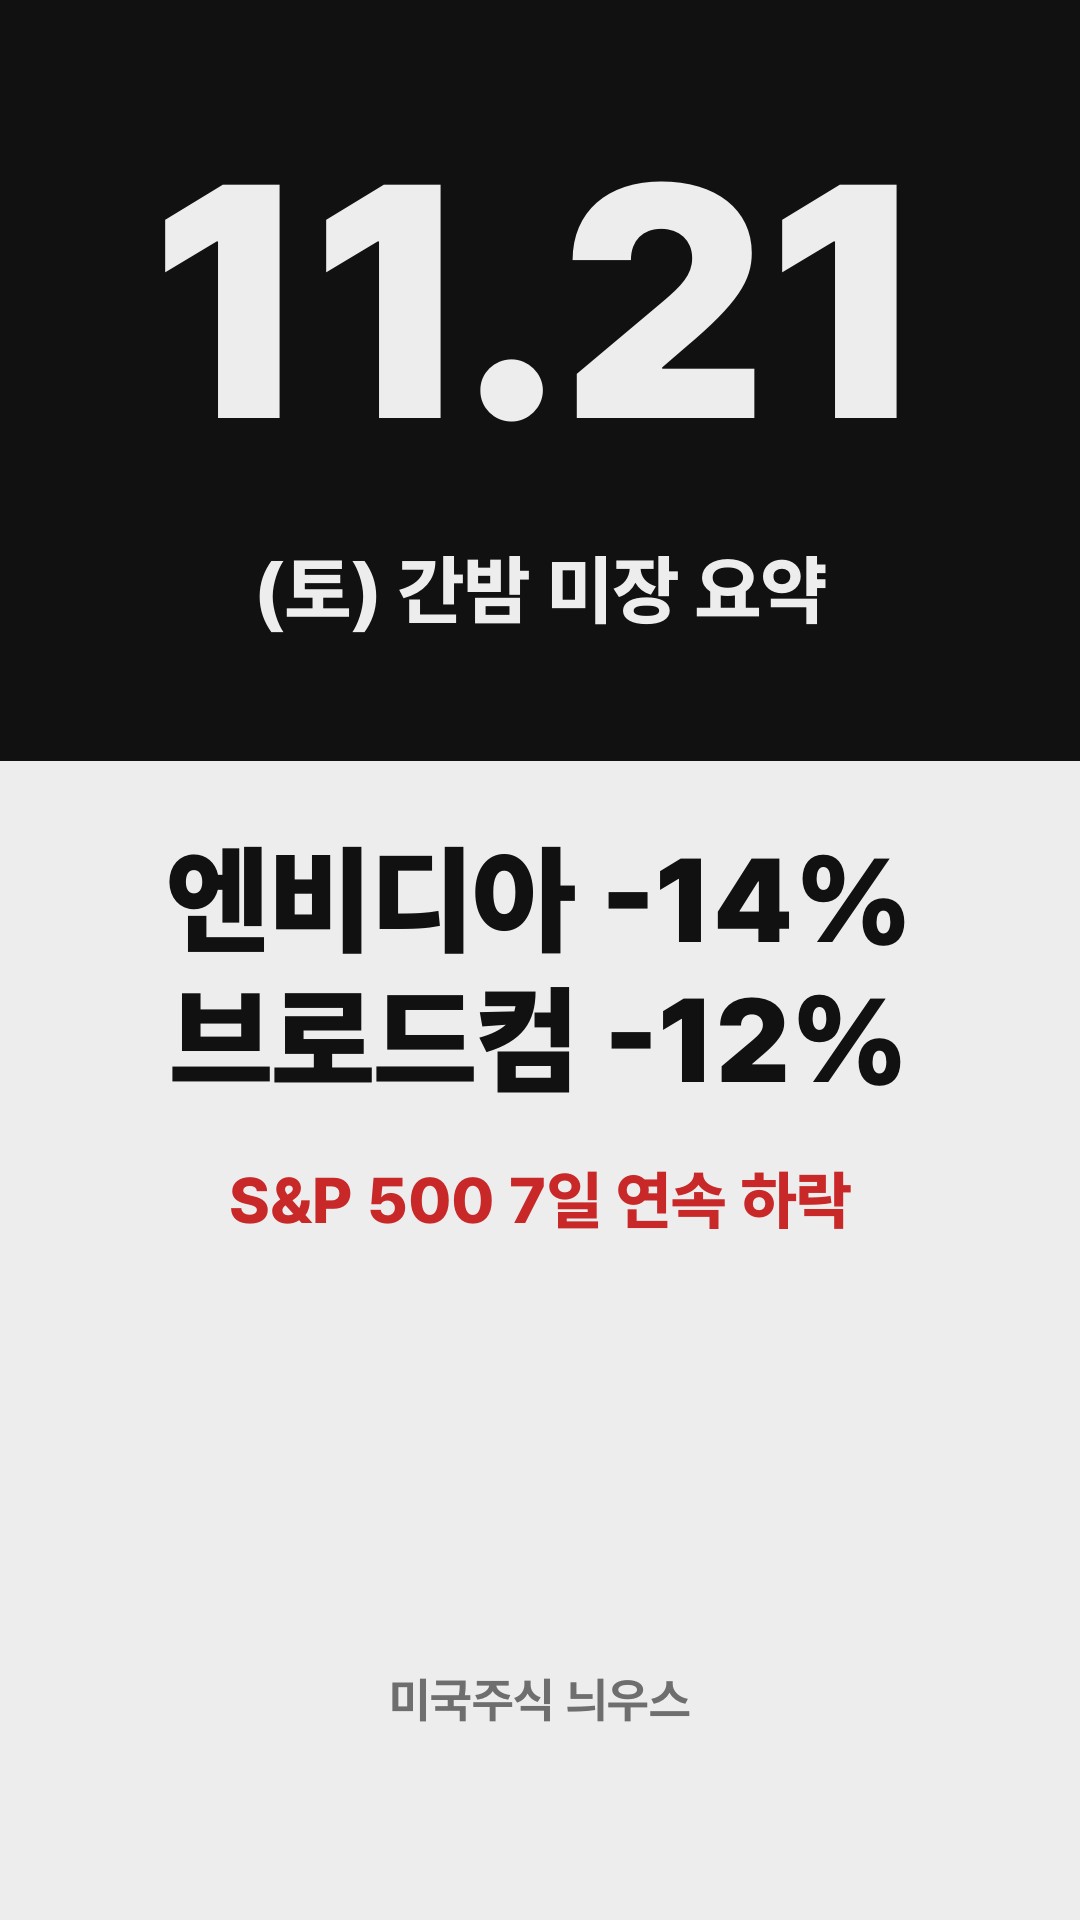 11.21
(토) 간밤 미장 요약
엔비디아 -14%
브로드컴 -12%
S&P 500 7일 연속 하락
미국주식 늬우스